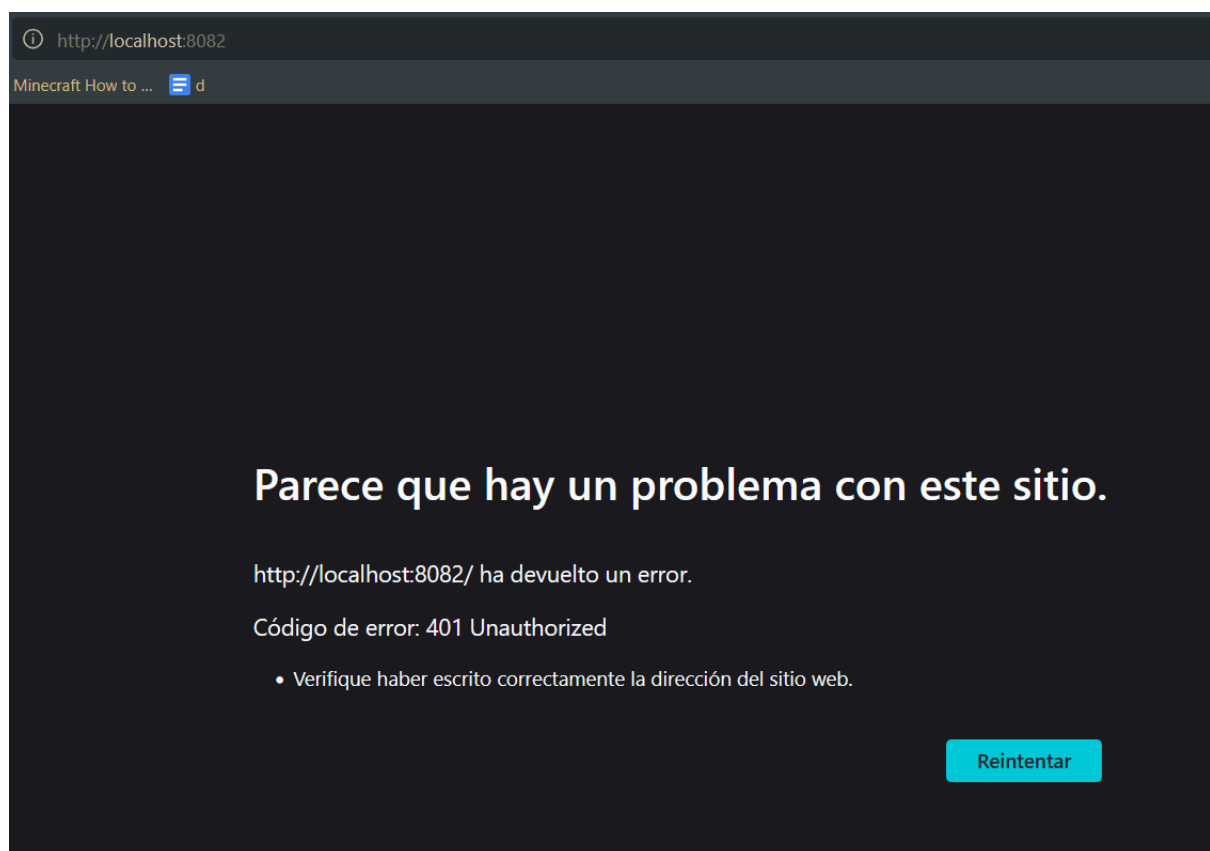 http://localhost:8082
Minecraft How to ... d
Parece que hay un problema con este sitio.
http://localhost:8082/ ha devuelto un error.
Código de error: 401 Unauthorized
• Verifique haber escrito correctamente la dirección del sitio web.
Reintentar